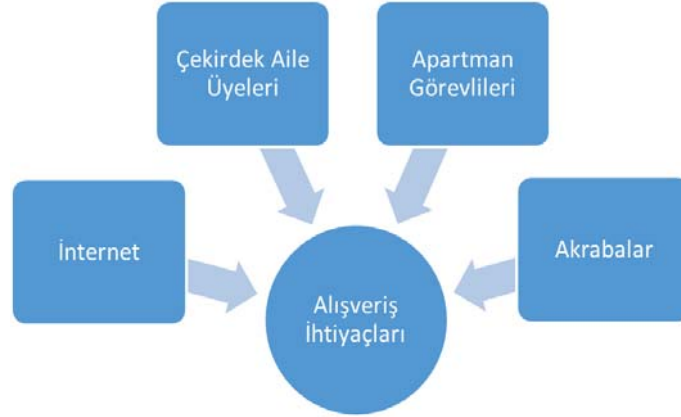 Çekirdek Aile
Üyeleri
Apartman
Görevlileri
İnternet
Akrabalar
Alışveriş
İhtiyaçları